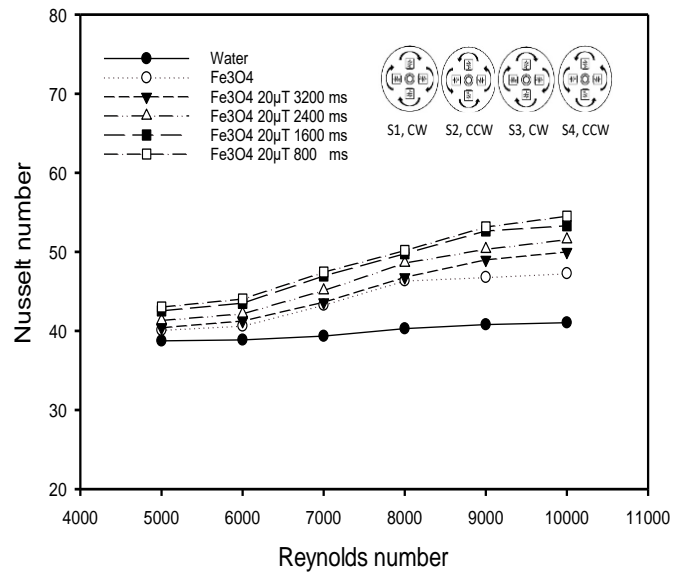 80
70
60
50
40
30
20
Nusselt number
Water
Fe3O4
Fe3O4 20μT 3200 ms
Fe3O4 20μT 2400 ms
Fe3O4 20μT 1600 ms
Fe3O4 20μT 800 ms
S1, CW S2, CCW S3, CW S4, CCW
4000 5000 6000 7000 8000 9000 10000 11000
Reynolds number